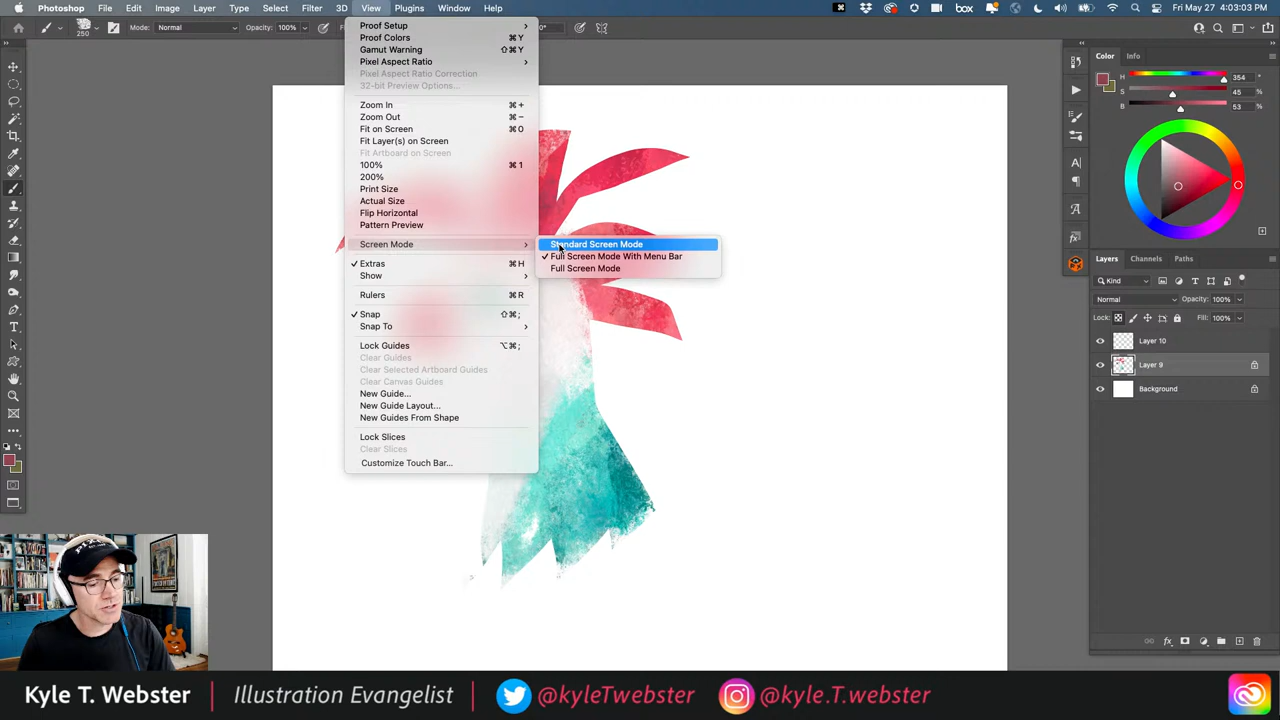 Photoshop File Edit Image Layer Type Select Filter 3D View Plugins Window Help Fri May 27 4:03:03 PM
250 Mode: Normal Opacity: 100%
Proof Setup
Proof Colors ⌘Y
Gamut Warning ⇧⌘Y
Pixel Aspect Ratio
Pixel Aspect Ratio Correction
32-bit Preview Options...
Zoom In ⌘+
Zoom Out ⌘−
Fit on Screen ⌘0
Fit Layer(s) on Screen
Fit Artboard on Screen
100% ⌘1
200%
Print Size
Actual Size
Flip Horizontal
Pattern Preview
Screen Mode
Extras ⌘H
Show
Rulers ⌘R
Snap ⇧⌘;
Snap To
Lock Guides ⌥⌘;
Clear Guides
Clear Selected Artboard Guides
Clear Canvas Guides
New Guide...
New Guide Layout...
New Guides From Shape
Lock Slices
Clear Slices
Customize Touch Bar...
Standard Screen Mode
Full Screen Mode With Menu Bar
Full Screen Mode
Color Info
H 354 °
S 45 %
B 53 %
Layers Channels Paths
Kind
Normal Opacity: 100%
Lock: Fill: 100%
Layer 10
Layer 9
Background
Kyle T. Webster | Illustration Evangelist | @kyleTwebster | @kyle.T.webster